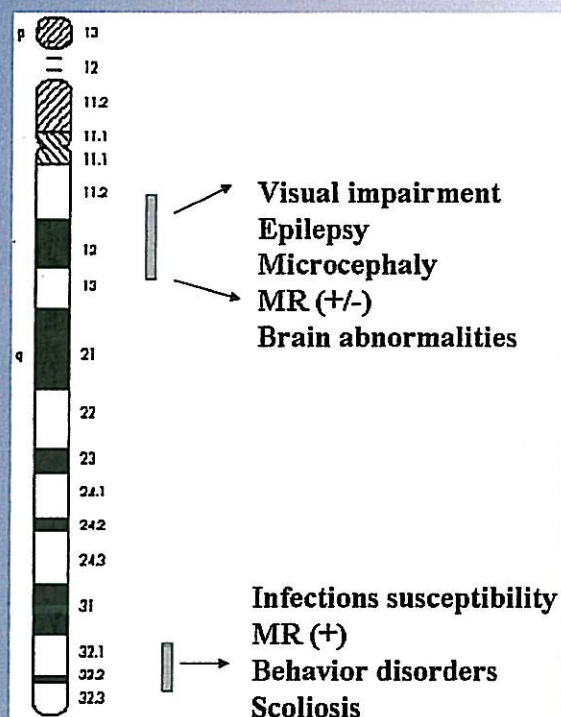 p 13
12
11.2
11.1
11.1
11.2
12
13
q 21
22
23
24.1
24.2
24.3
31
32.1
32.2
32.3
Visual impairment
Epilepsy
Microcephaly
MR (+/-)
Brain abnormalities
Infections susceptibility
MR (+)
Behavior disorders
Scoliosis